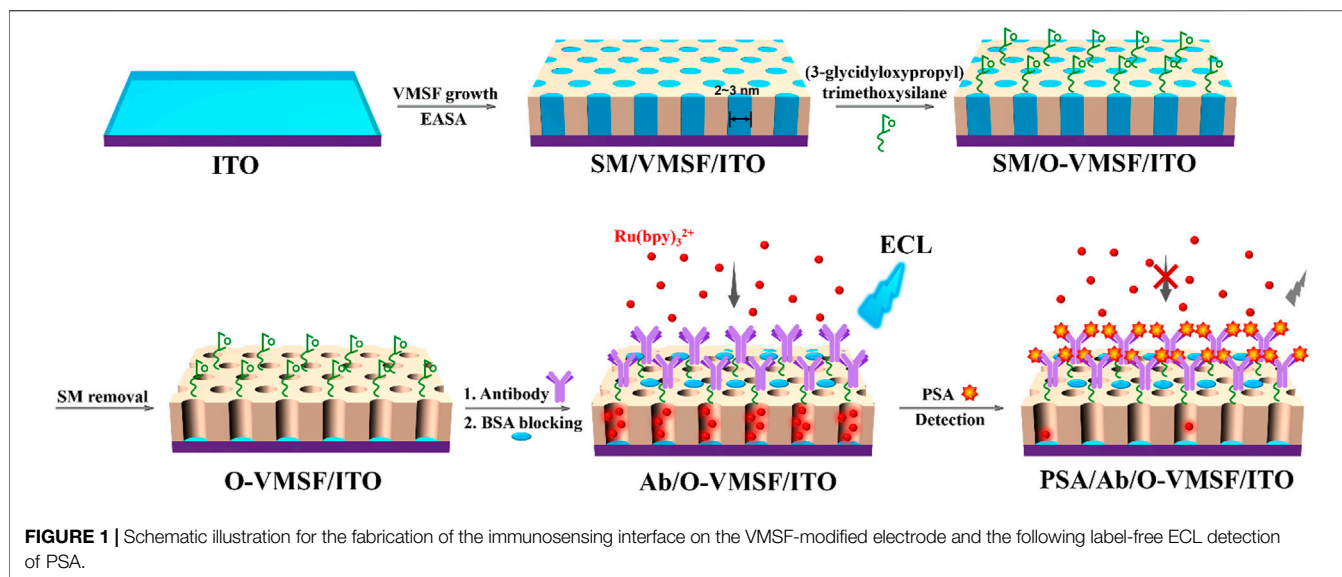 VMSF growth
EASA
2~3 nm
(3-glycidyloxypropyl)
trimethoxysilane
ITO
SM/VMSF/ITO
SM/O-VMSF/ITO
Ru(bpy)₃²⁺
ECL
SM removal
1. Antibody
2. BSA blocking
PSA
Detection
O-VMSF/ITO
Ab/O-VMSF/ITO
PSA/Ab/O-VMSF/ITO
FIGURE 1 | Schematic illustration for the fabrication of the immunosensing interface on the VMSF-modified electrode and the following label-free ECL detection
of PSA.